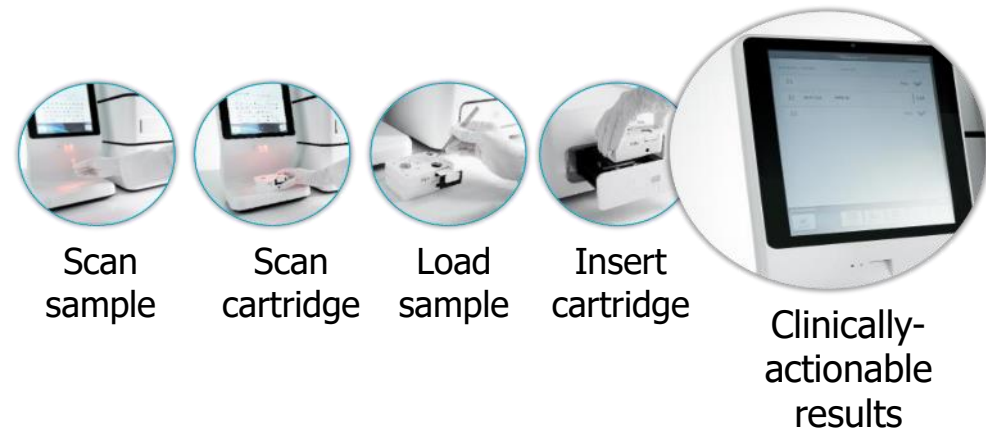 Scan
sample
Scan
cartridge
Load
sample
Insert
cartridge
Clinically-
actionable
results